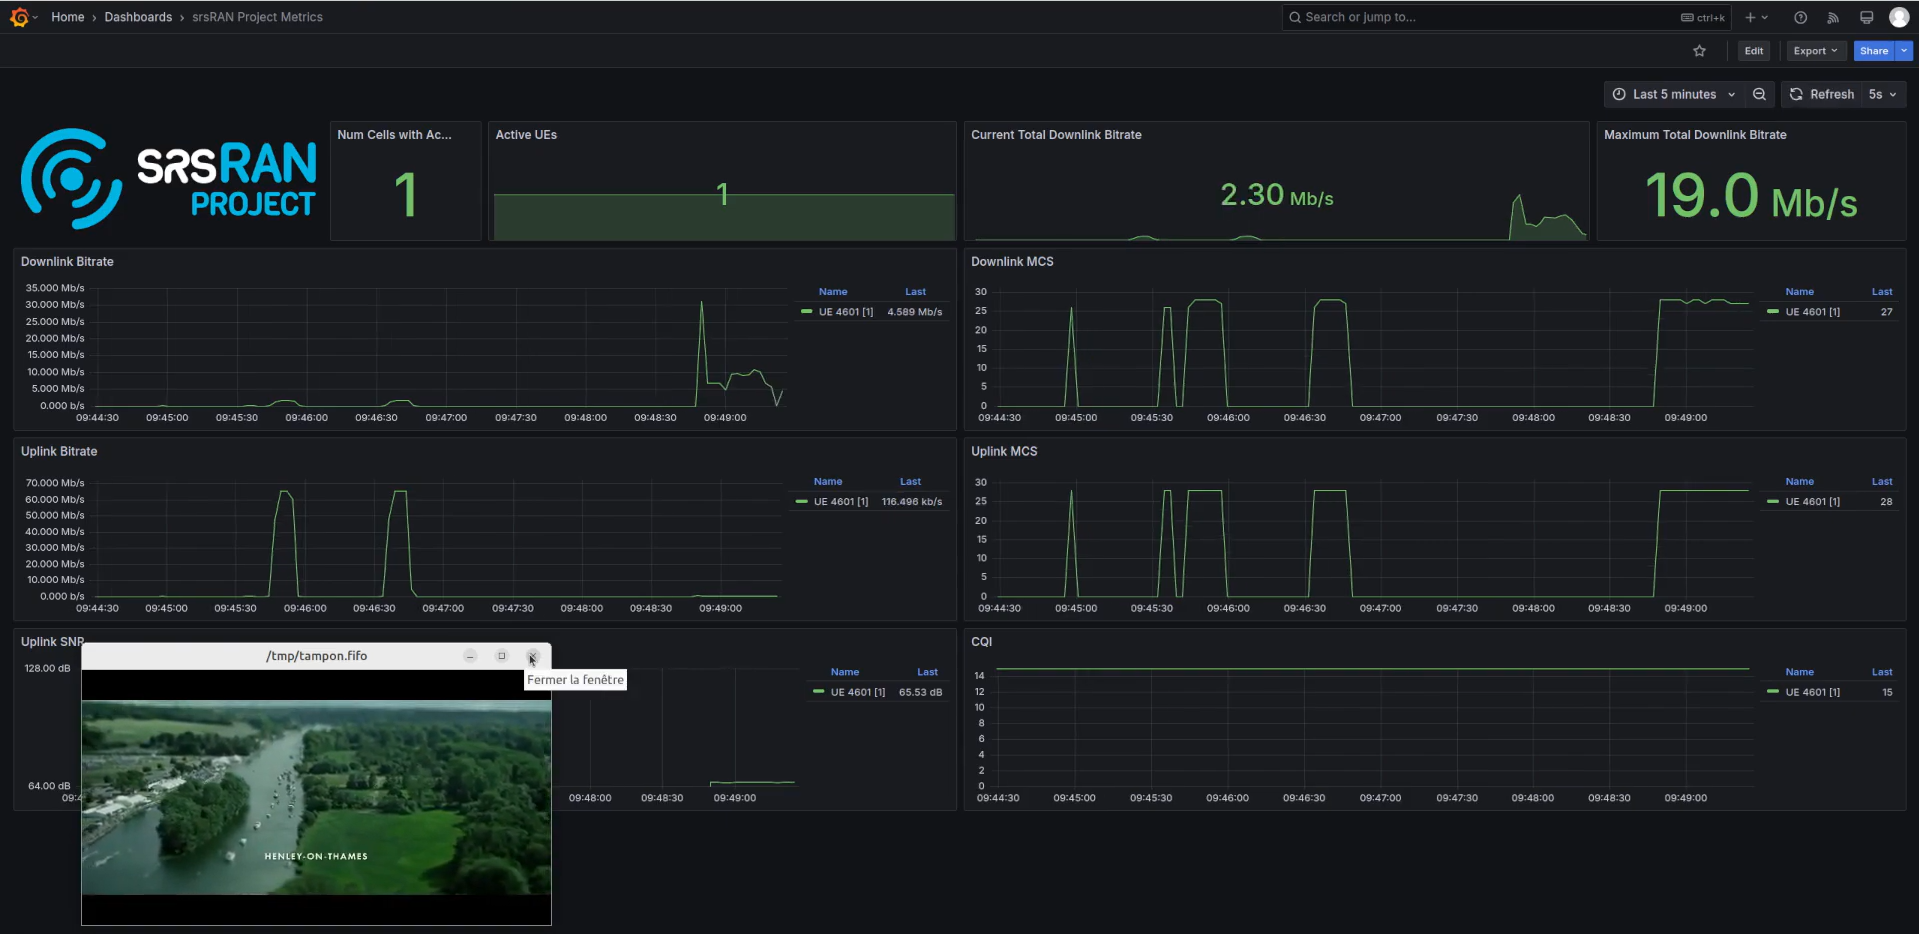 Home › Dashboards › srsRAN Project Metrics
Search or jump to...
ctrl+k
Edit
Export
Share
Last 5 minutes
Refresh
5s
srsRAN
PROJECT
Num Cells with Ac...
1
Active UEs
1
Current Total Downlink Bitrate
2.30 Mb/s
Maximum Total Downlink Bitrate
19.0 Mb/s
Downlink Bitrate
35.000 Mb/s
30.000 Mb/s
25.000 Mb/s
20.000 Mb/s
15.000 Mb/s
10.000 Mb/s
5.000 Mb/s
0.000 b/s
09:44:30 09:45:00 09:45:30 09:46:00 09:46:30 09:47:00 09:47:30 09:48:00 09:48:30 09:49:00
Name Last
UE 4601 [1] 4.589 Mb/s
Downlink MCS
30
25
20
15
10
5
0
09:44:30 09:45:00 09:45:30 09:46:00 09:46:30 09:47:00 09:47:30 09:48:00 09:48:30 09:49:00
Name Last
UE 4601 [1] 27
Uplink Bitrate
70.000 Mb/s
60.000 Mb/s
50.000 Mb/s
40.000 Mb/s
30.000 Mb/s
20.000 Mb/s
10.000 Mb/s
0.000 b/s
09:44:30 09:45:00 09:45:30 09:46:00 09:46:30 09:47:00 09:47:30 09:48:00 09:48:30 09:49:00
Name Last
UE 4601 [1] 116.496 kb/s
Uplink MCS
30
25
20
15
10
5
0
09:44:30 09:45:00 09:45:30 09:46:00 09:46:30 09:47:00 09:47:30 09:48:00 09:48:30 09:49:00
Name Last
UE 4601 [1] 28
Uplink SNR
128.00 dB
64.00 dB
09:4
09:48:00 09:48:30 09:49:00
Name Last
UE 4601 [1] 65.53 dB
/tmp/tampon.fifo
Fermer la fenêtre
HENLEY-ON-THAMES
CQI
14
12
10
8
6
4
2
0
09:44:30 09:45:00 09:45:30 09:46:00 09:46:30 09:47:00 09:47:30 09:48:00 09:48:30 09:49:00
Name Last
UE 4601 [1] 15